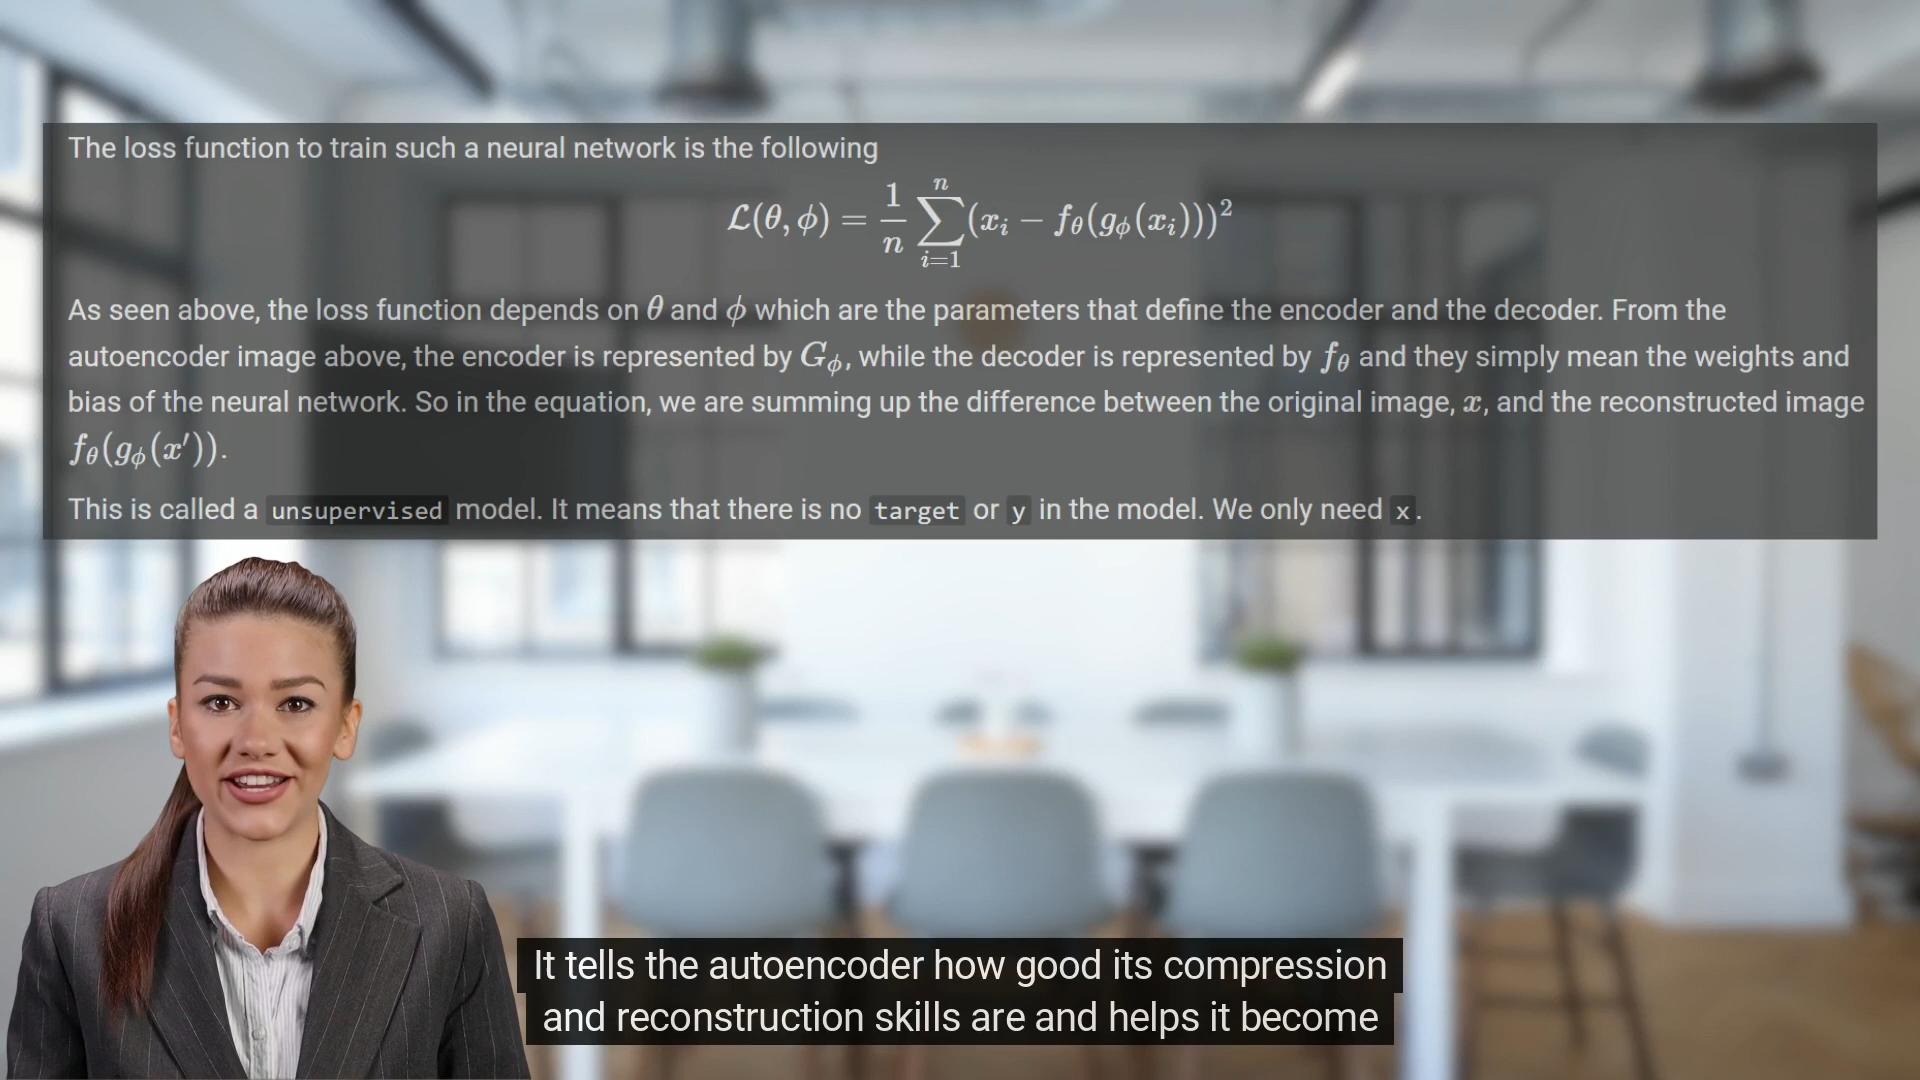 The loss function to train such a neural network is the following
ℒ(θ, ϕ) = 1/n ∑_{i=1}^{n} (x_i − f_θ(g_ϕ(x_i)))²
As seen above, the loss function depends on θ and ϕ which are the parameters that define the encoder and the decoder. From the
autoencoder image above, the encoder is represented by G_ϕ, while the decoder is represented by f_θ and they simply mean the weights and
bias of the neural network. So in the equation, we are summing up the difference between the original image, x, and the reconstructed image
f_θ(g_ϕ(x′)).
This is called a unsupervised model. It means that there is no target or y in the model. We only need x.
It tells the autoencoder how good its compression
and reconstruction skills are and helps it become